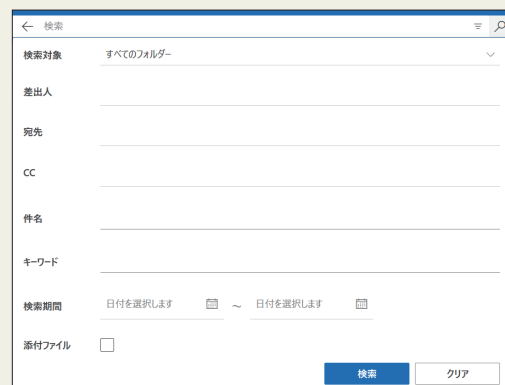 検索
検索対象 すべてのフォルダー
差出人
宛先
CC
件名
キーワード
検索期間 日付を選択します ～ 日付を選択します
添付ファイル
検索 クリア